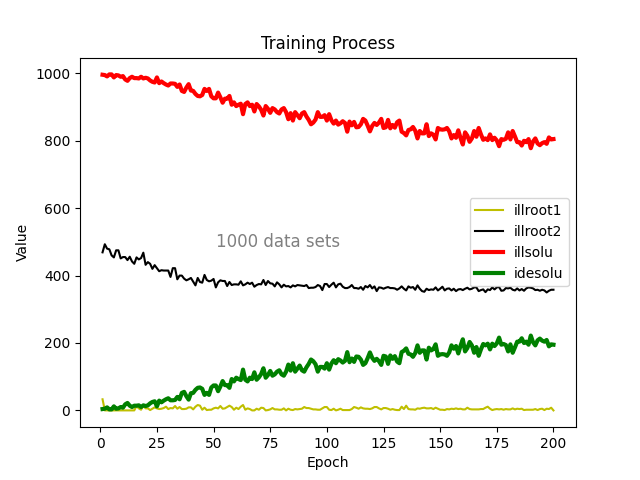 Training Process
1000
800
600
400
200
0
Value
1000 data sets
illroot1
illroot2
illsolu
idesolu
0 25 50 75 100 125 150 175 200
Epoch